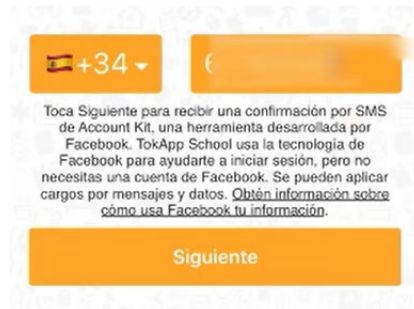 +34
6
Toca Siguiente para recibir una confirmación por SMS
de Account Kit, una herramienta desarrollada por
Facebook. TokApp School usa la tecnología de
Facebook para ayudarte a iniciar sesión, pero no
necesitas una cuenta de Facebook. Se pueden aplicar
cargos por mensajes y datos. Obtén información sobre
cómo usa Facebook tu información.
Siguiente